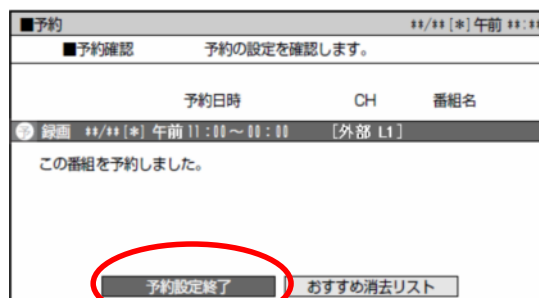 ■予約 **/** [*] 午前 **:**
■予約確認 予約の設定を確認します。
予約日時 CH 番組名
予 録画 **/** [*] 午前 11:00~00:00 [外部 L1]
この番組を予約しました。
予約設定終了 おすすめ消去リスト